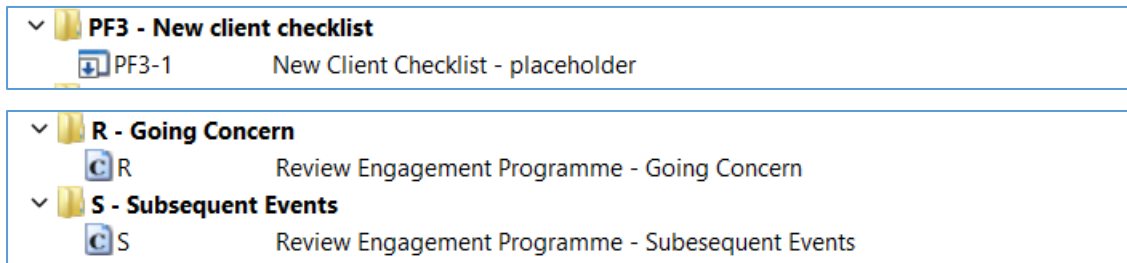 PF3 - New client checklist
PF3-1 New Client Checklist - placeholder
R - Going Concern
C R Review Engagement Programme - Going Concern
S - Subsequent Events
C S Review Engagement Programme - Subesequent Events